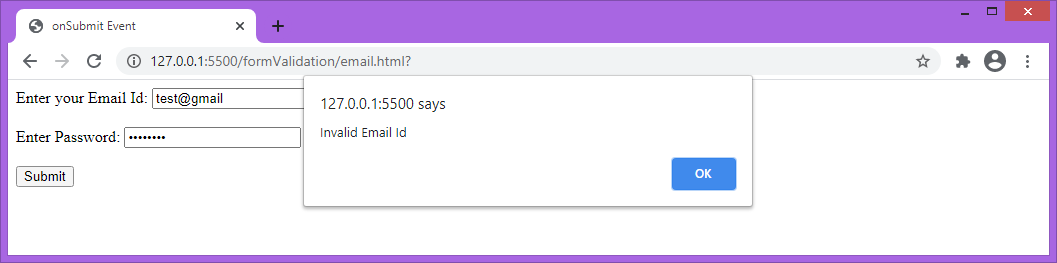 onSubmit Event
127.0.0.1:5500/formValidation/email.html?
127.0.0.1:5500 says
Invalid Email Id
OK
Enter your Email Id: test@gmail
Enter Password: ••••••••
Submit